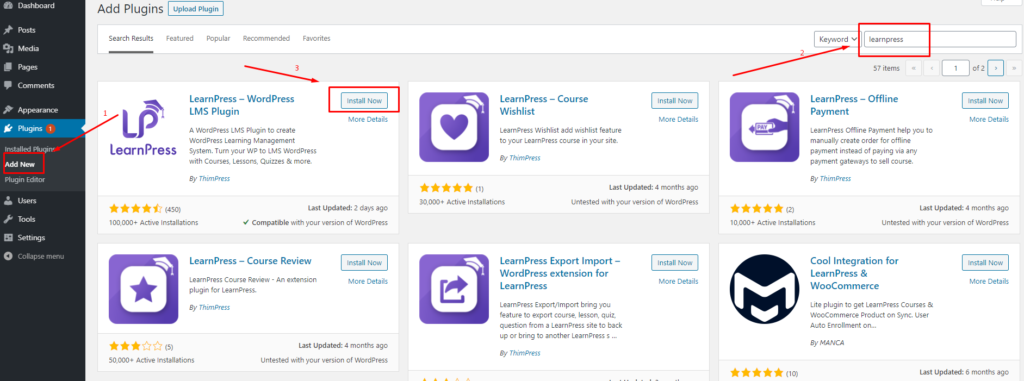 Dashboard
Posts
Media
Pages
Comments
Appearance
Plugins 1
Installed Plugins
Add New
Plugin Editor
Users
Tools
Settings
Collapse menu
1
Add Plugins Upload Plugin
Search Results Featured Popular Recommended Favorites
2
Keyword learnpress
57 items « ‹ 1 of 2 › »
3
LearnPress
LearnPress – WordPress
LMS Plugin
Install Now
More Details
A WordPress LMS Plugin to create
WordPress Learning Management
System. Turn your WP to LMS WordPress
with Courses, Lessons, Quizzes & more.
By ThimPress
(450)
Last Updated: 2 days ago
100,000+ Active Installations
Compatible with your version of WordPress
LearnPress – Course
Wishlist
Install Now
More Details
LearnPress Wishlist add wishlist feature
to your LearnPress course in your site.
By ThimPress
(1)
Last Updated: 4 months ago
30,000+ Active Installations
Untested with your version of WordPress
PAY
LearnPress – Offline
Payment
Install Now
More Details
LearnPress Offline Payment help you to
manually create order for offline
payment instead of paying via any
payment gateways to sell course.
By ThimPress
(2)
Last Updated: 4 months ago
10,000+ Active Installations
Untested with your version of WordPress
LearnPress – Course Review
Install Now
More Details
LearnPress Course Review - An extension
plugin for LearnPress.
By ThimPress
(5)
Last Updated: 4 months ago
50,000+ Active Installations
Untested with your version of WordPress
LearnPress Export Import –
WordPress extension for
LearnPress
Install Now
More Details
LearnPress Export/Import bring you
feature to export course, lesson, quiz,
question from a LearnPress site to back
up or bring to another LearnPress s ...
By ThimPress
(3)
Last Updated: 4 months ago
Cool Integration for
LearnPress &
WooCommerce
Install Now
More Details
Lite plugin to get LearnPress Courses &
WooCommerce Product on Sync. User
Auto Enrollment on...
By MANCA
(10)
Last Updated: 6 months ago